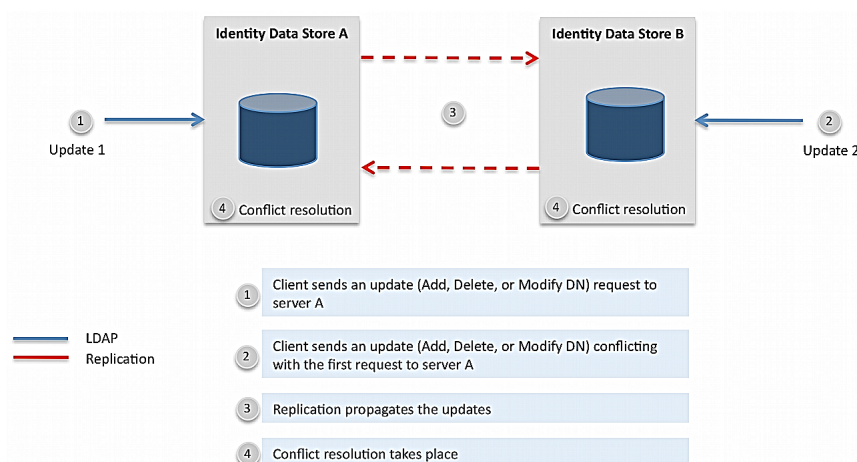 Identity Data Store A
Identity Data Store B
1
3
2
Update 1
Update 2
4 Conflict resolution
4 Conflict resolution
1 Client sends an update (Add, Delete, or Modify DN) request to
server A
LDAP
Replication
2 Client sends an update (Add, Delete, or Modify DN) conflicting
with the first request to server A
3 Replication propagates the updates
4 Conflict resolution takes place